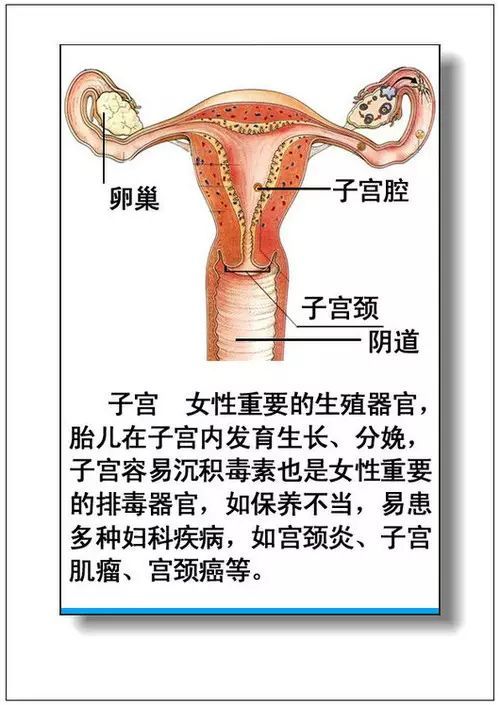 卵巢
子宫腔
子宫颈
阴道
子宫 女性重要的生殖器官，
胎儿在子宫内发育生长、分娩，
子宫容易沉积毒素也是女性重要
的排毒器官，如保养不当，易患
多种妇科疾病，如宫颈炎、子宫
肌瘤、宫颈癌等。